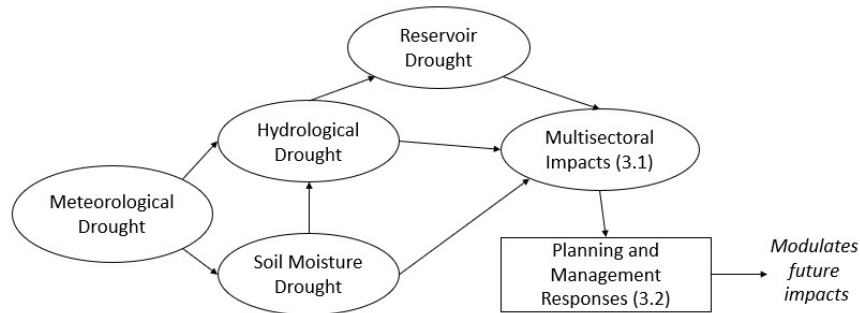 Reservoir
Drought
Hydrological
Drought
Multisectoral
Impacts (3.1)
Meteorological
Drought
Soil Moisture
Drought
Planning and
Management
Responses (3.2)
Modulates
future
impacts